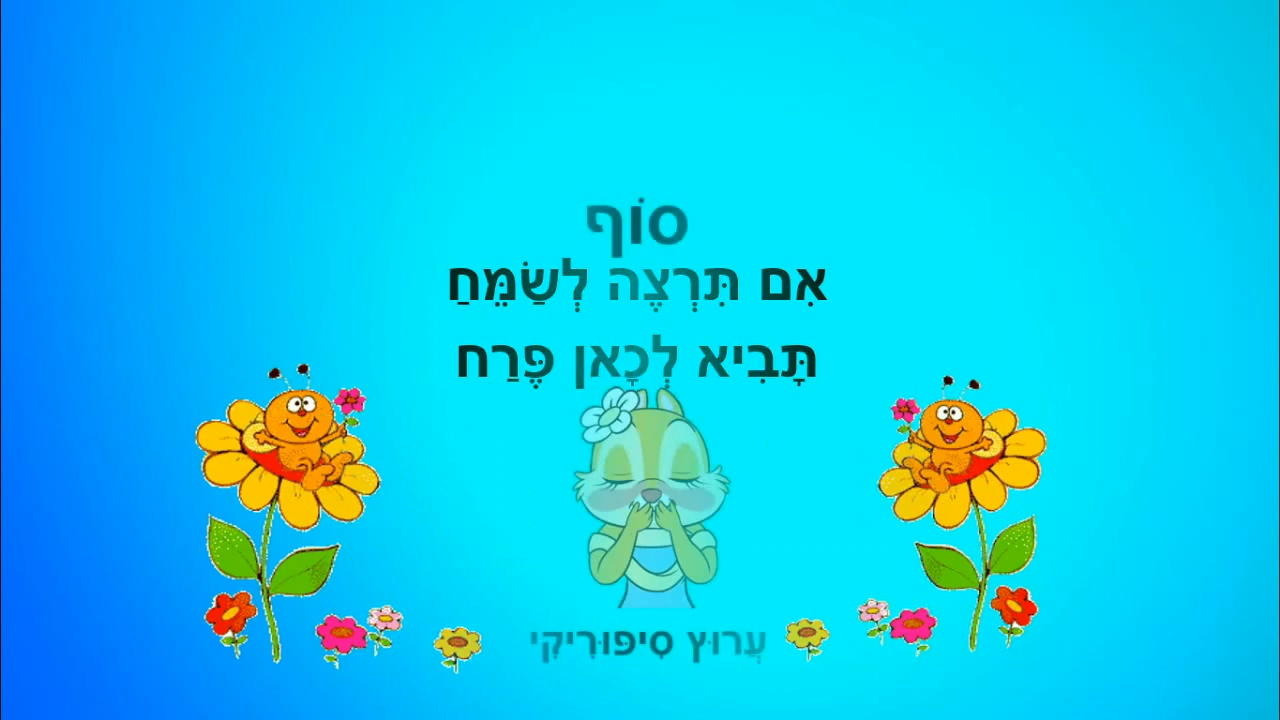 סוֹף
אִם תִּרְצֶה לְשַׂמֵּחַ
תָּבִיא לְכָאן פֶּרַח
עֲרוּץ סִיפּוּרִיקִי